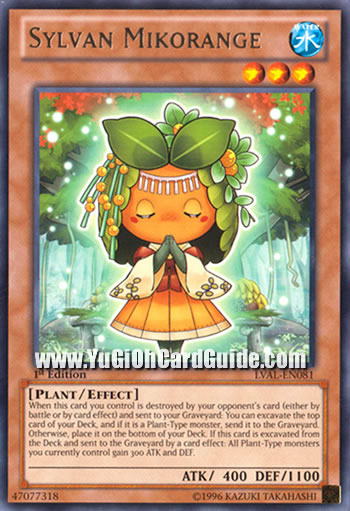 SYLVAN MIKORANGE
WATER
水
www.YuGiOhCardGuide.com
1st Edition
LVAL-EN081
[PLANT/EFFECT]
When this card you control is destroyed by your opponent's card (either by
battle or by card effect) and sent to your Graveyard: You can excavate the top
card of your Deck, and if it is a Plant-Type monster, send it to the Graveyard.
Otherwise, place it on the bottom of your Deck. If this card is excavated from
the Deck and sent to the Graveyard by a card effect: All Plant-Type monsters
you currently control gain 300 ATK and DEF.
ATK/ 400 DEF/1100
47077318
©1996 KAZUKI TAKAHASHI